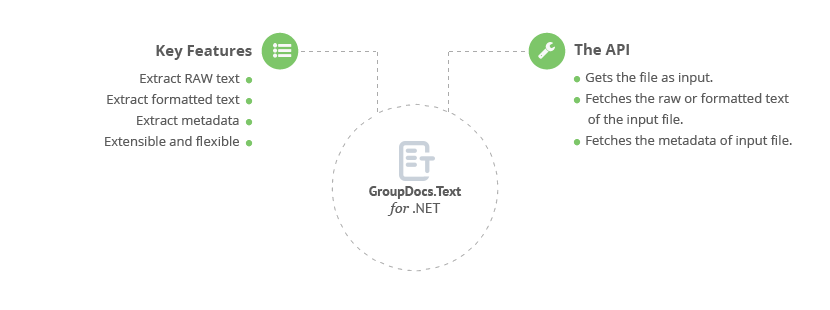 Key Features
Extract RAW text
Extract formatted text
Extract metadata
Extensible and flexible
The API
Gets the file as input.
Fetches the raw or formatted text
of the input file.
Fetches the metadata of input file.
GroupDocs.Text
for .NET